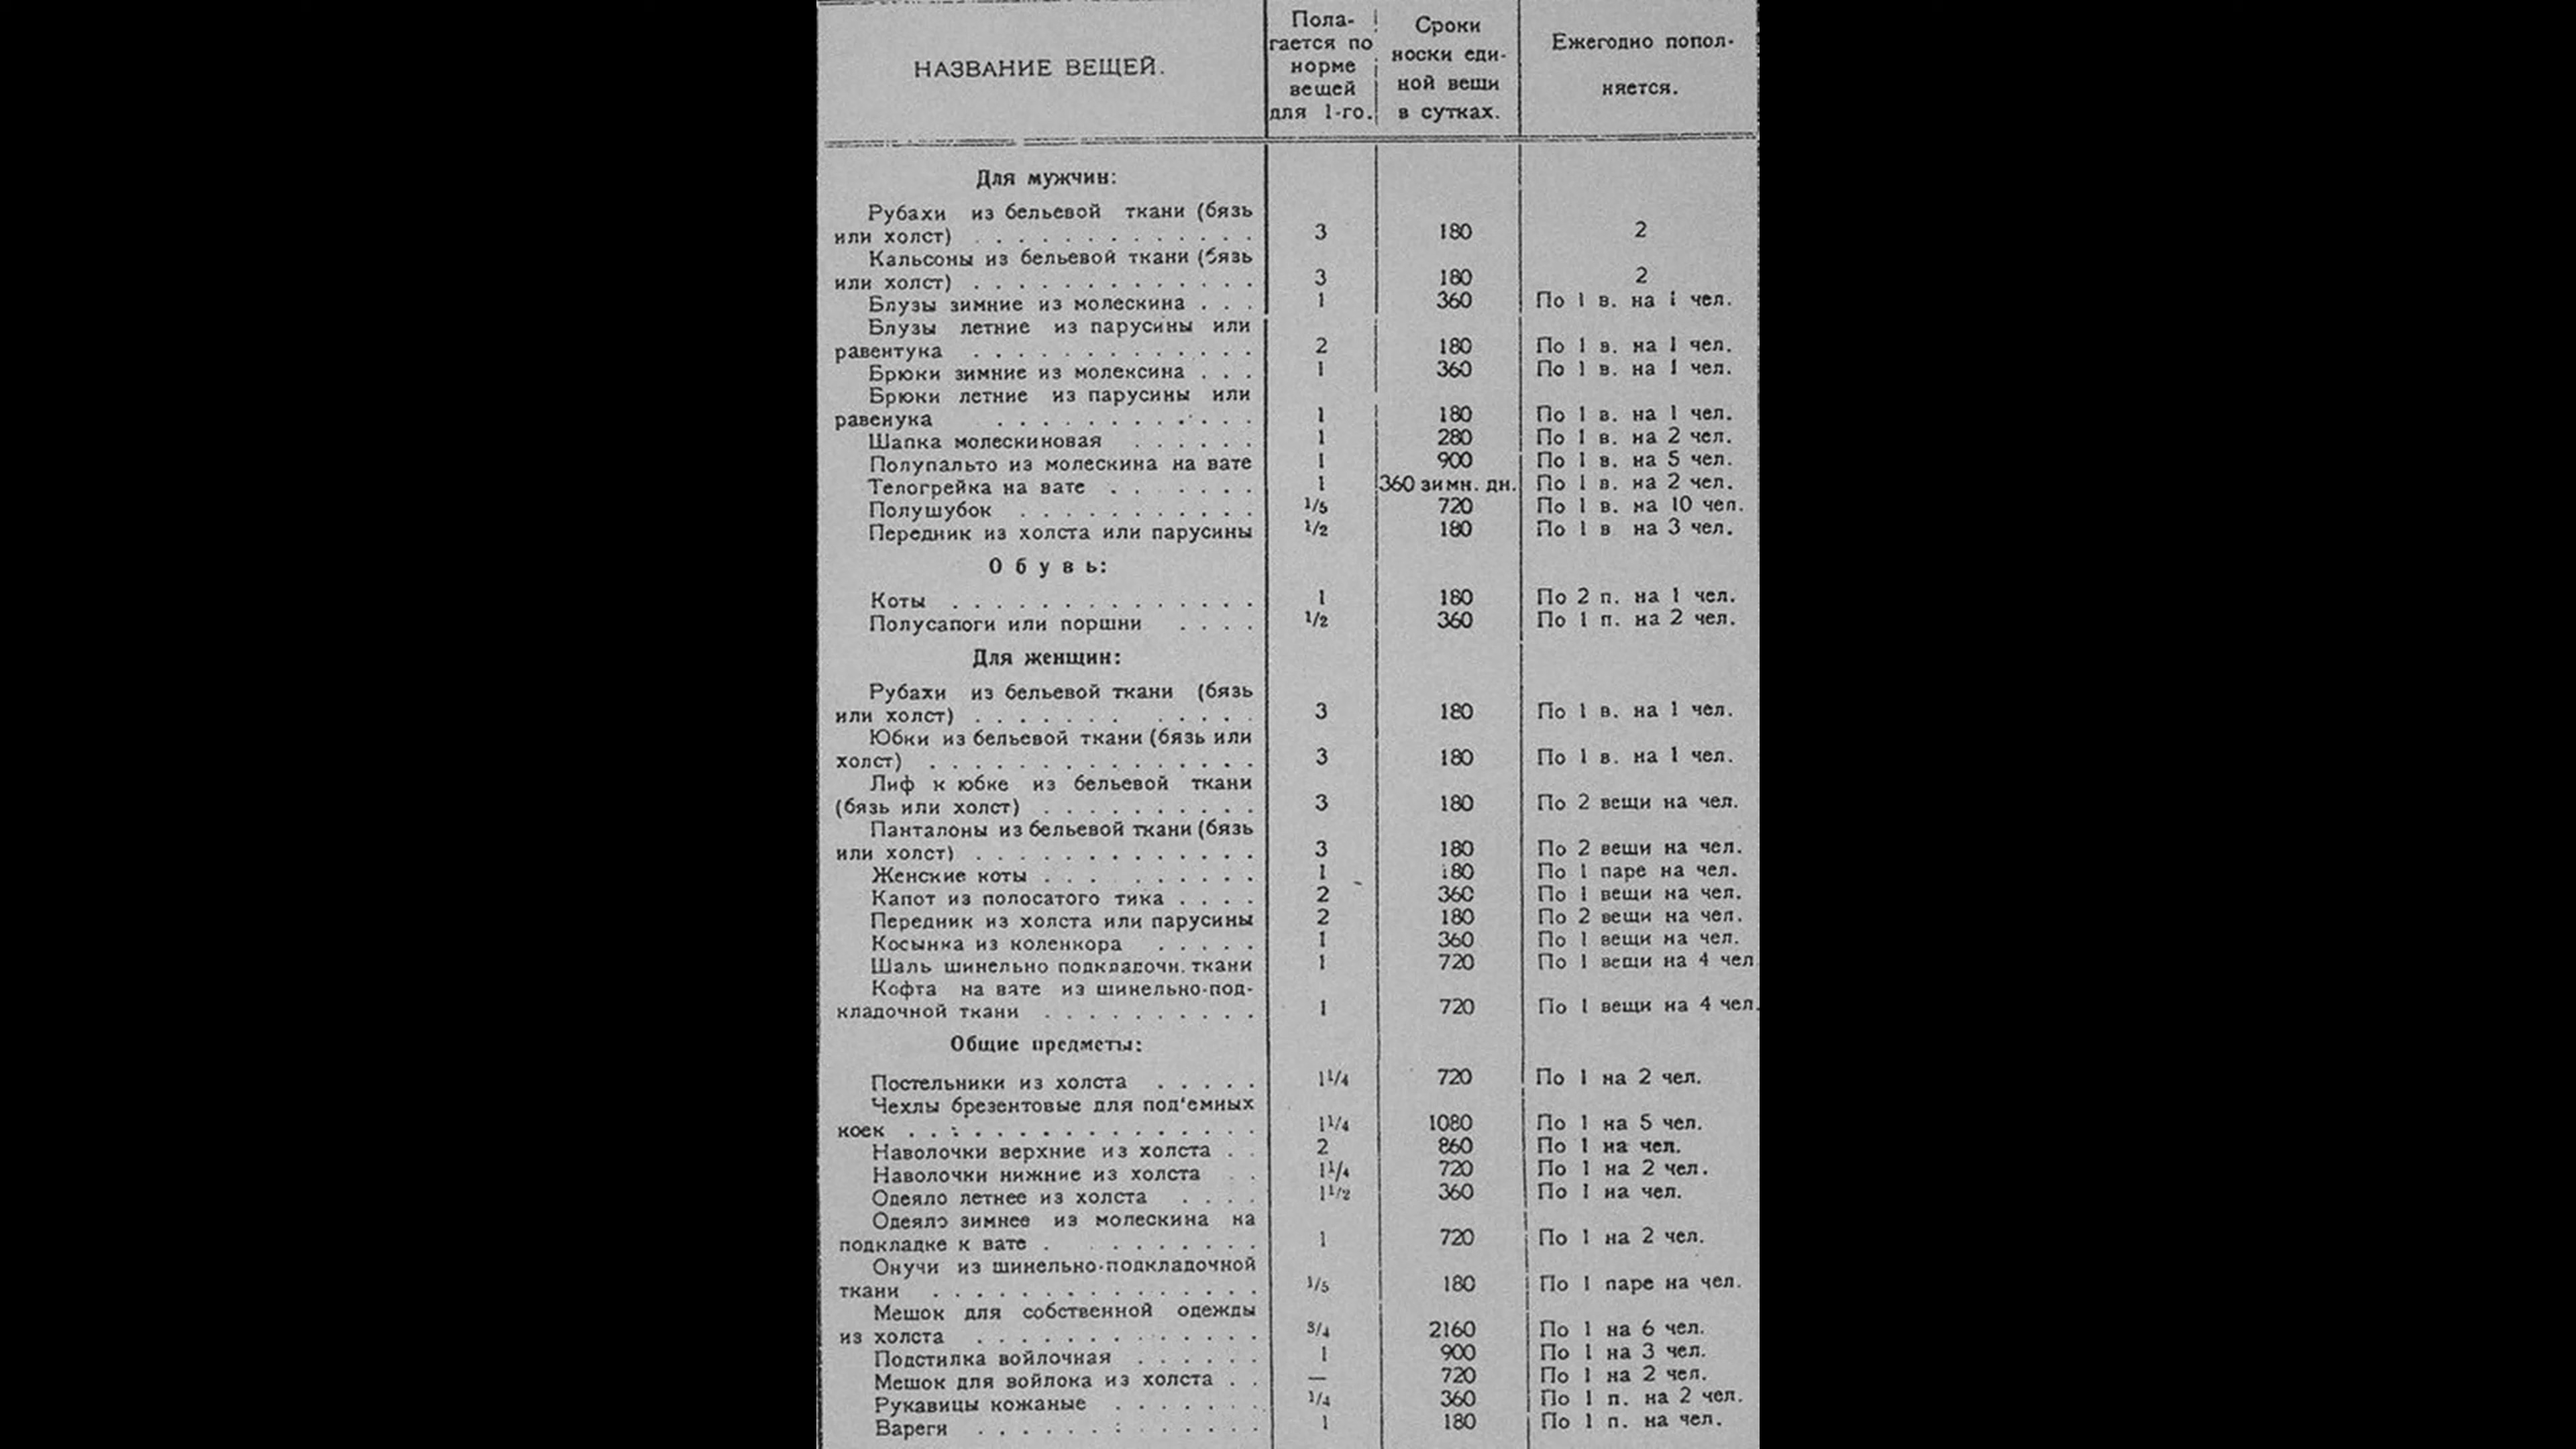 НАЗВАНИЕ ВЕЩЕЙ.
Пола-
гается по
норме
вещей
для 1-го.
Сроки
носки еди-
ной вещи
в сутках.
Ежегодно попол-
няется.
Для мужчин:
Рубахи из бельевой ткани (бязь
или холст) . . . . . . . . . . . . . 3 180 2
Кальсоны из бельевой ткани (бязь
или холст) . . . . . . . . . . . . . 3 180 2
Блузы зимние из молескина . . . 1 360 По 1 в. на 1 чел.
Блузы летние из парусины или
равентука . . . . . . . . . . . . . 2 180 По 1 в. на 1 чел.
Брюки зимние из молексина . . . 1 360 По 1 в. на 1 чел.
Брюки летние из парусины или
равенука . . . . . . . . . . . . 1 180 По 1 в. на 1 чел.
Шапка молескиновая . . . . . . 1 280 По 1 в. на 2 чел.
Полупальто из молескина на вате 1 900 По 1 в. на 5 чел.
Телогрейка на вате . . . . . . . 1 360 зимн. дн. По 1 в. на 2 чел.
Полушубок . . . . . . . . . . . 1/5 720 По 1 в. на 10 чел.
Передник из холста или парусины 1/2 180 По 1 в на 3 чел.
Обувь:
Коты . . . . . . . . . . . . . . 1 180 По 2 п. на 1 чел.
Полусапоги или поршни . . . . 1/2 360 По 1 п. на 2 чел.
Для женщин:
Рубахи из бельевой ткани (бязь
или холст) . . . . . . . . . . . . 3 180 По 1 в. на 1 чел.
Юбки из бельевой ткани (бязь или
холст) . . . . . . . . . . . . . . . 3 180 По 1 в. на 1 чел.
Лиф к юбке из бельевой ткани
(бязь или холст) . . . . . . . . . . 3 180 По 2 вещи на чел.
Панталоны из бельевой ткани (бязь
или холст) . . . . . . . . . . . . . 3 180 По 2 вещи на чел.
Женские коты . . . . . . . . . 1 180 По 1 паре на чел.
Капот из полосатого тика . . . . 2 360 По 1 вещи на чел.
Передник из холста или парусины 2 180 По 2 вещи на чел.
Косынка из коленкора . . . . . 1 360 По 1 вещи на чел.
Шаль шинельно подкладочн. ткани 1 720 По 1 вещи на 4 чел
Кофта на вате из шинельно-под-
кладочной ткани . . . . . . . . . . 1 720 По 1 вещи на 4 чел.
Общие предметы:
Постельники из холста . . . . . 1 1/4 720 По 1 на 2 чел.
Чехлы брезентовые для под'емных
коек . . . . . . . . . . . . . . . . 1 1/4 1080 По 1 на 5 чел.
Наволочки верхние из холста . . 2 860 По 1 на чел.
Наволочки нижние из холста . . 1 1/4 720 По 1 на 2 чел.
Одеяло летнее из холста . . . . 1 1/2 360 По 1 на чел.
Одеяло зимнее из молескина на
подкладке к вате . . . . . . . . 1 720 По 1 на 2 чел.
Онучи из шинельно-подкладочной
ткани . . . . . . . . . . . . . . . 1/5 180 По 1 паре на чел.
Мешок для собственной одежды
из холста . . . . . . . . . . . . . 3/4 2160 По 1 на 6 чел.
Подстилка войлочная . . . . . . 1 900 По 1 на 3 чел.
Мешок для войлока из холста . . — 720 По 1 на 2 чел.
Рукавицы кожаные . . . . . . . 1/4 360 По 1 п. на 2 чел.
Вареги . . . . . . . . . . . . . 1 180 По 1 п. на чел.